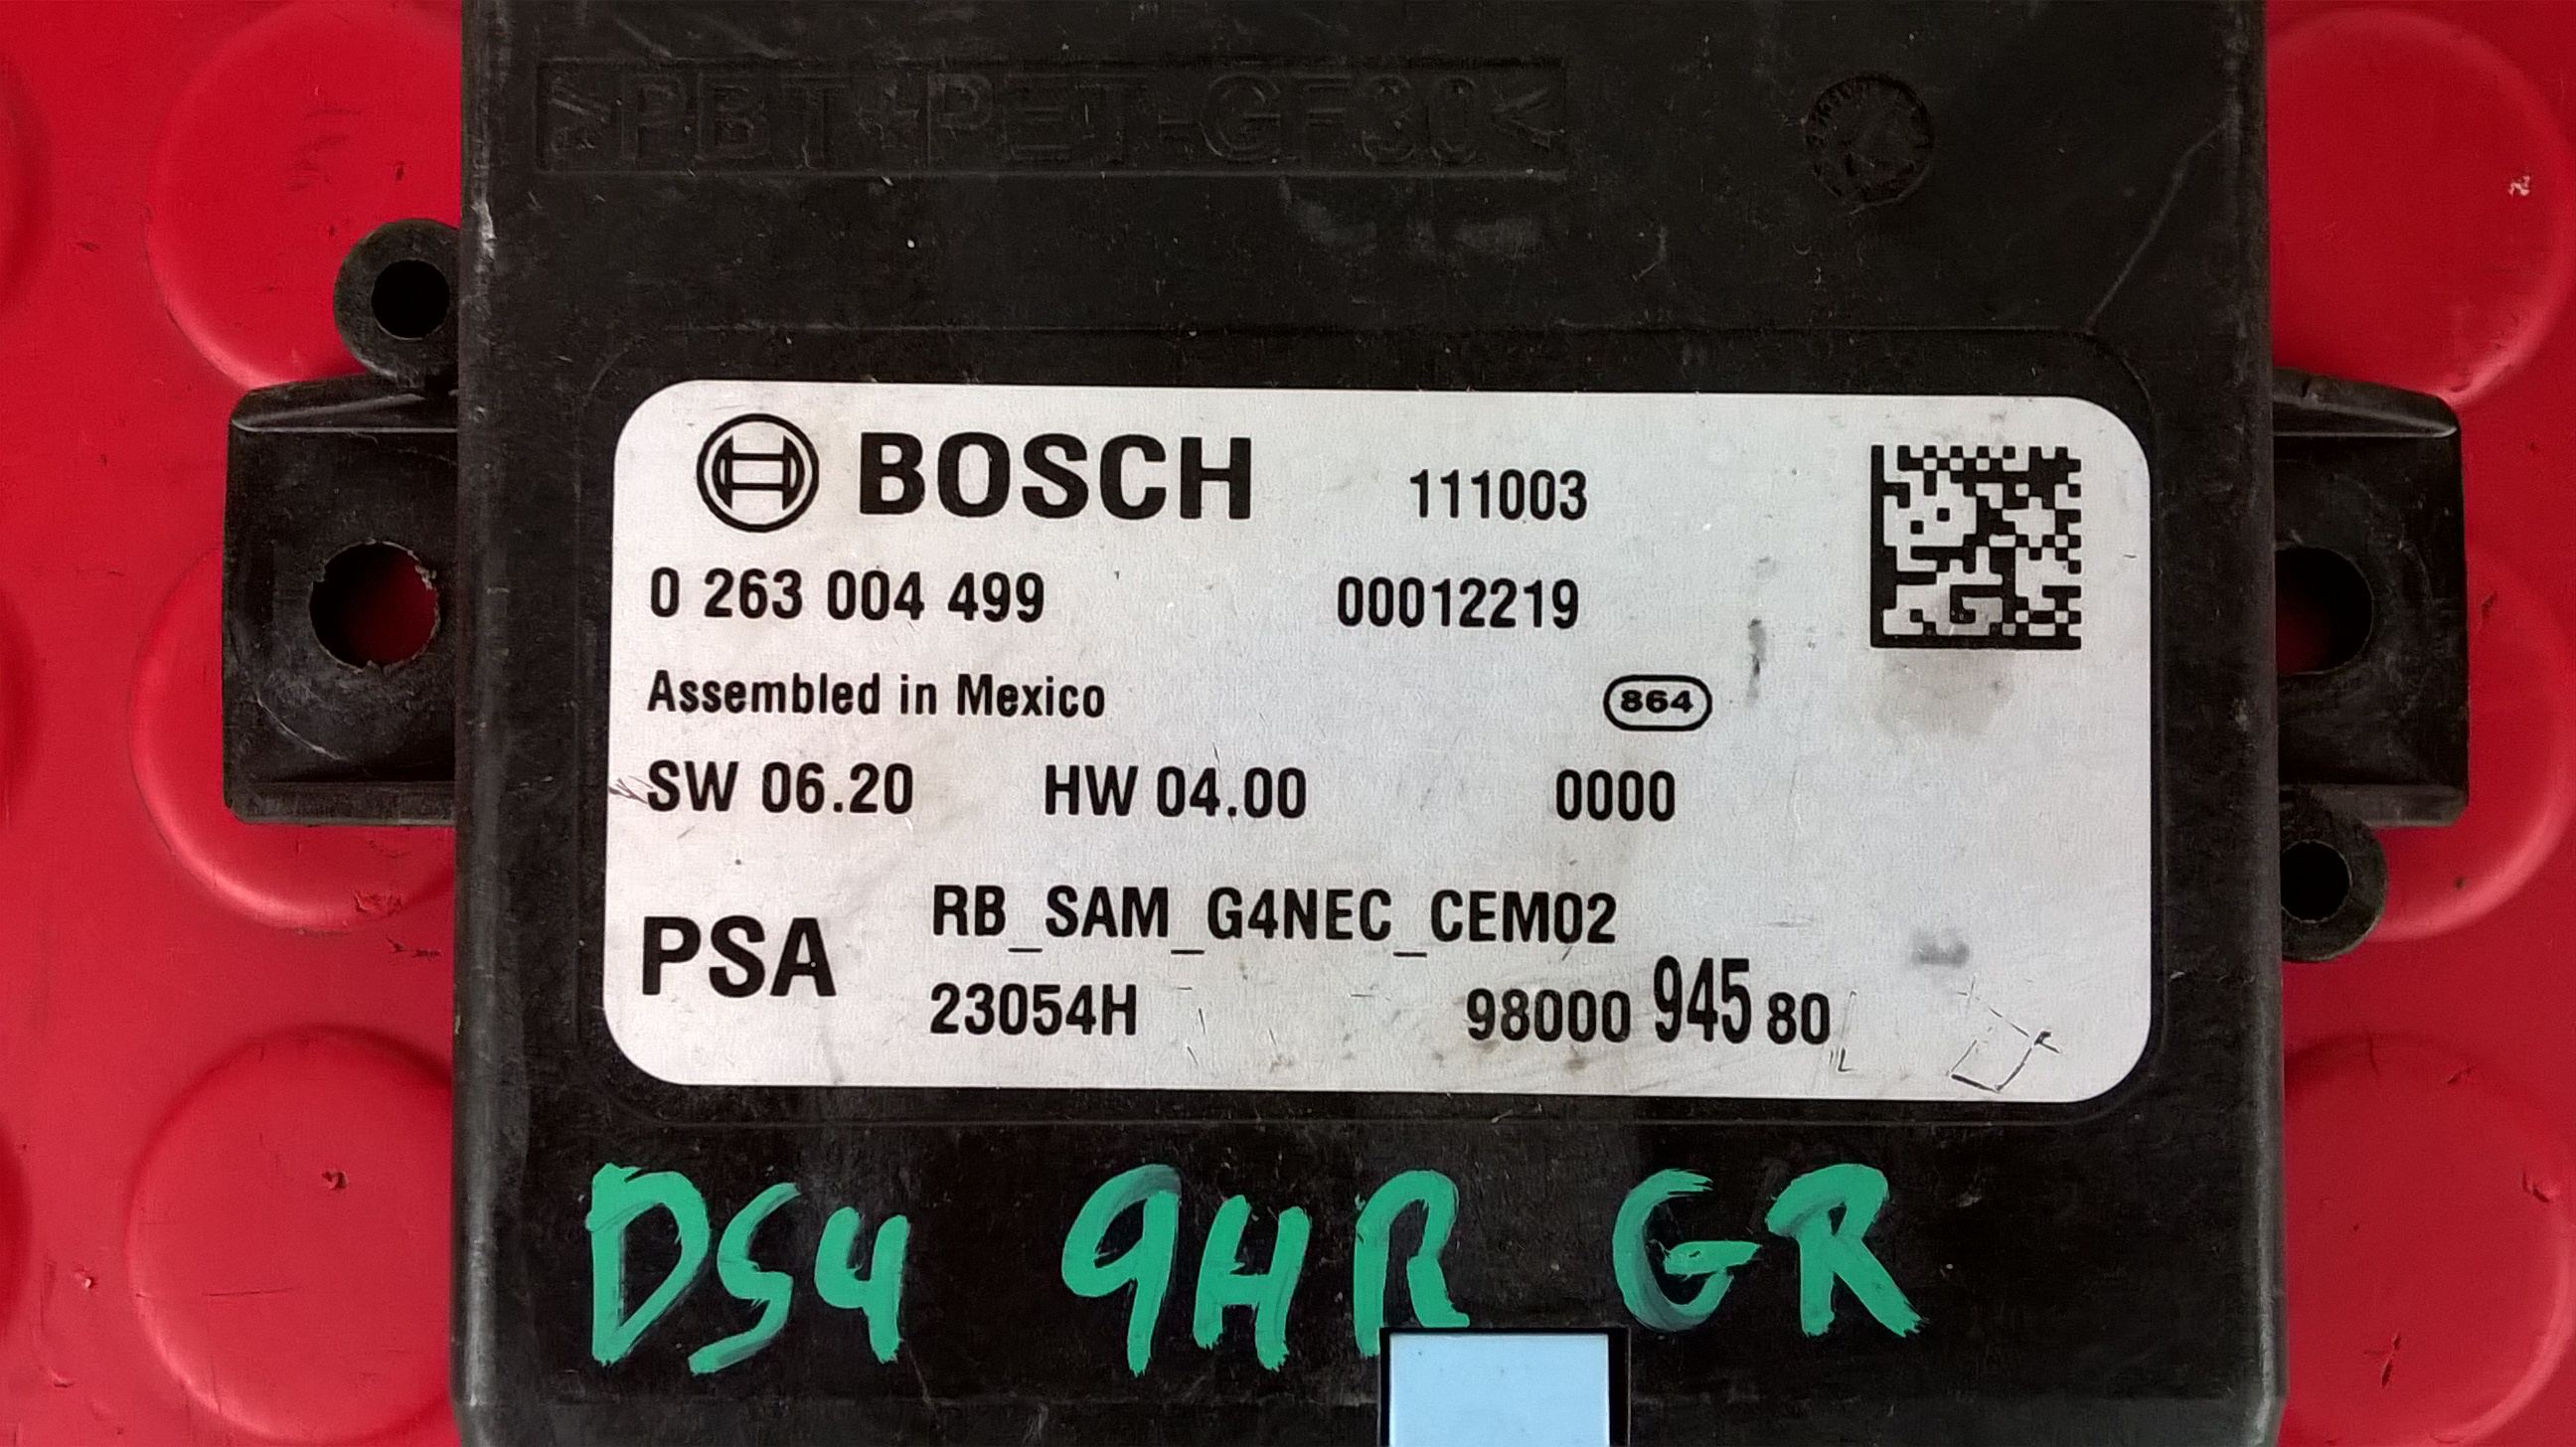 >PBT+PET-GF30<
BOSCH 111003
0 263 004 499 00012219
Assembled in Mexico 864
SW 06.20 HW 04.00 0000
PSA RB_SAM_G4NEC_CEM02
23054H 98000 945 80
DS4 9HR GR